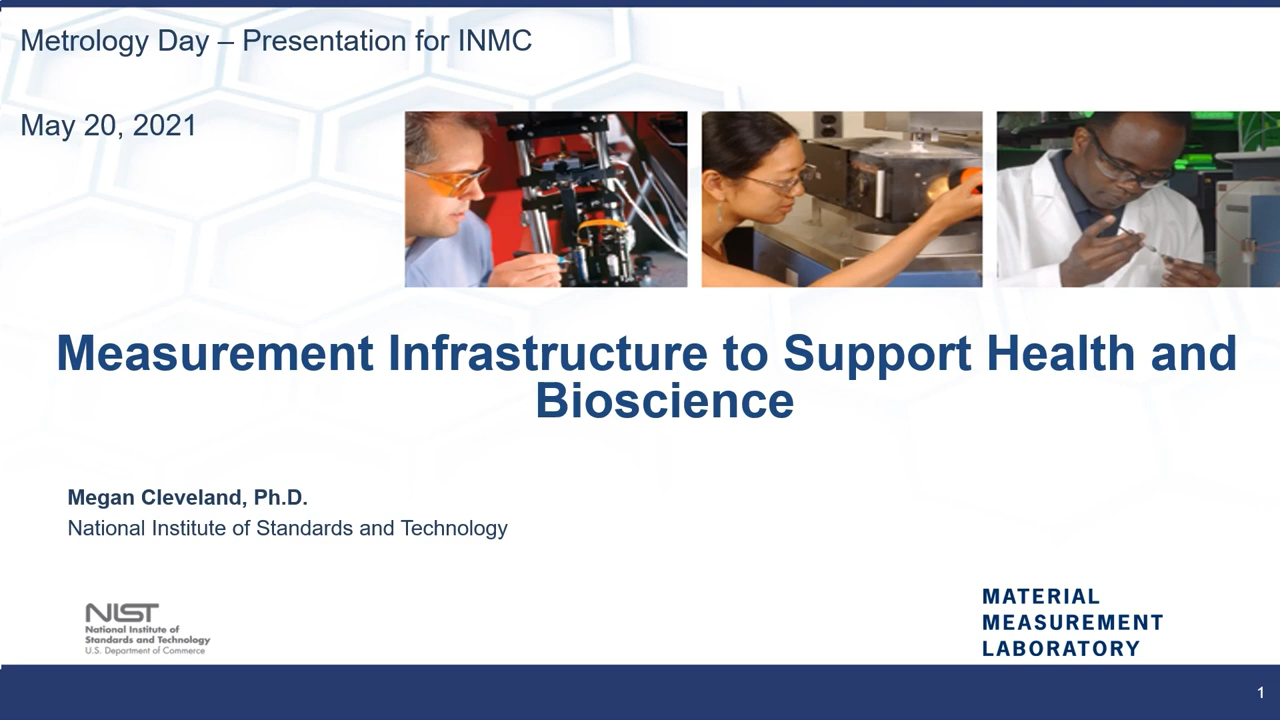 Metrology Day – Presentation for INMC
May 20, 2021
Measurement Infrastructure to Support Health and
Bioscience
Megan Cleveland, Ph.D.
National Institute of Standards and Technology
NIST
National Institute of
Standards and Technology
U.S. Department of Commerce
MATERIAL
MEASUREMENT
LABORATORY
1